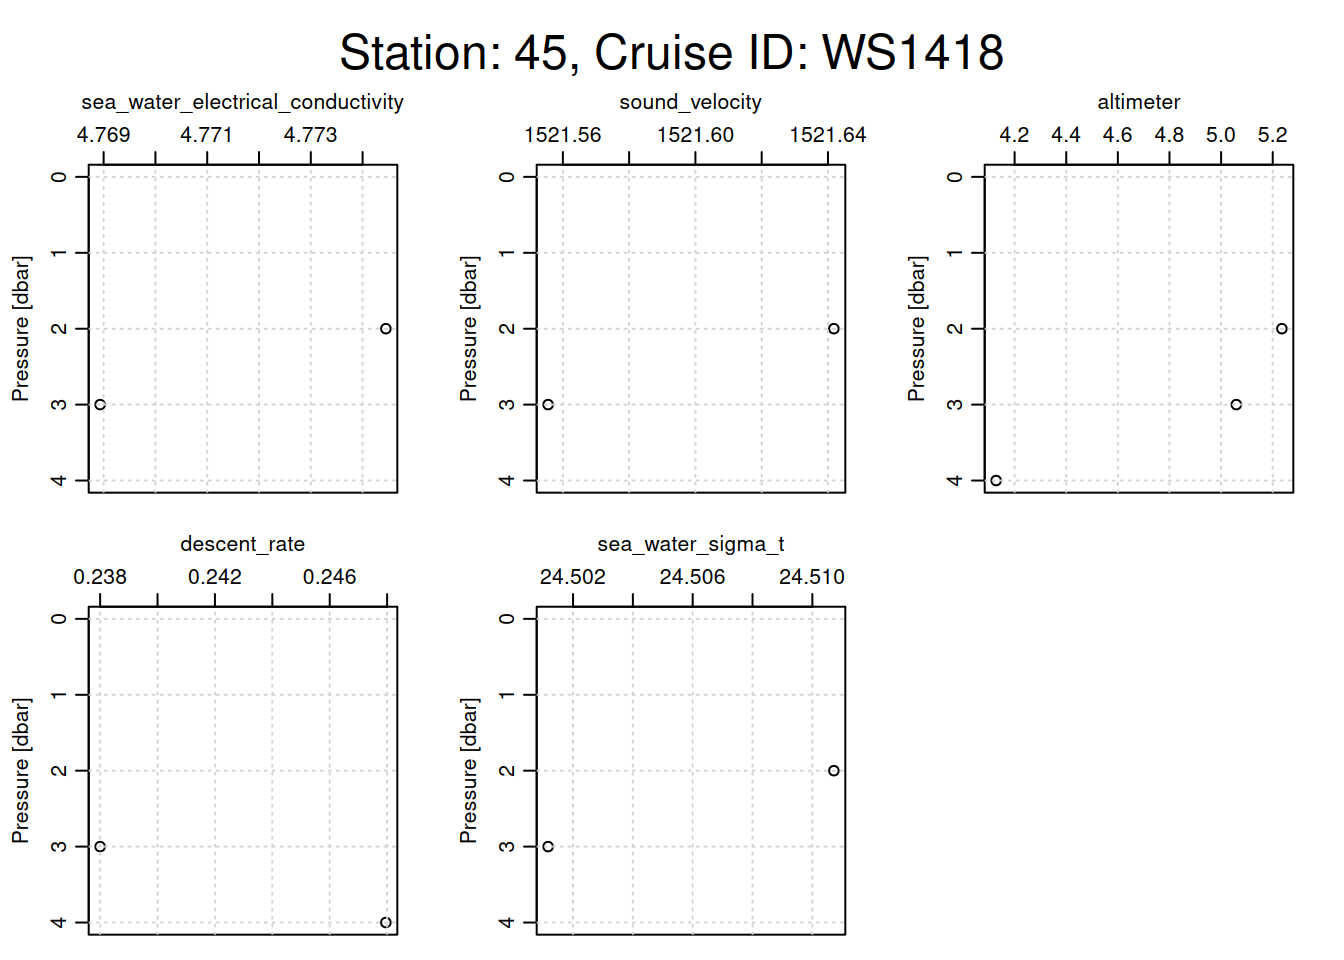 Station: 45, Cruise ID: WS1418
sea_water_electrical_conductivity
4.769 4.771 4.773
Pressure [dbar]
0
1
2
3
4
sound_velocity
1521.56 1521.60 1521.64
Pressure [dbar]
0
1
2
3
4
altimeter
4.2 4.4 4.6 4.8 5.0 5.2
Pressure [dbar]
0
1
2
3
4
descent_rate
0.238 0.242 0.246
Pressure [dbar]
0
1
2
3
4
sea_water_sigma_t
24.502 24.506 24.510
Pressure [dbar]
0
1
2
3
4